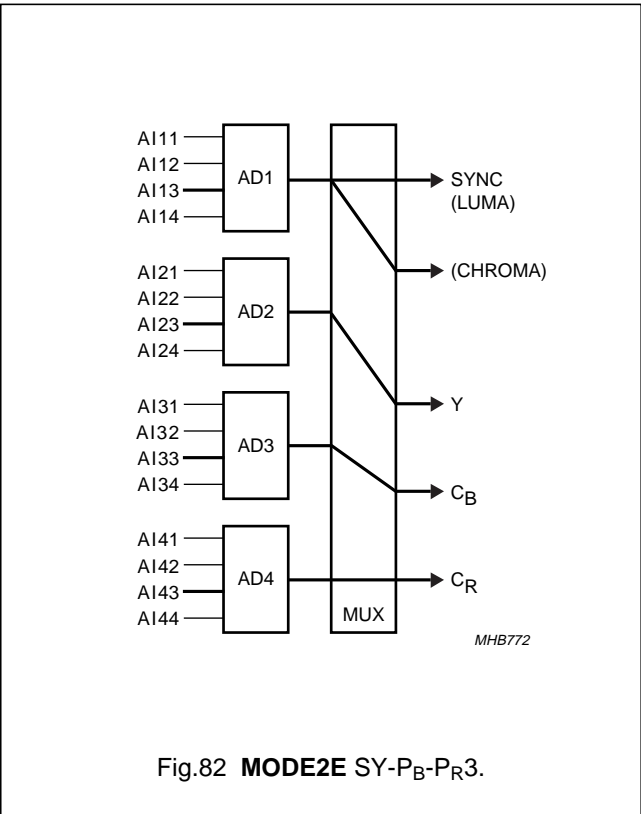 AI11
AI12
AI13
AI14
AD1
SYNC
(LUMA)
(CHROMA)
AI21
AI22
AI23
AI24
AD2
Y
AI31
AI32
AI33
AI34
AD3
CB
AI41
AI42
AI43
AI44
AD4
CR
MUX
MHB772
Fig.82 MODE2E SY-PB-PR3.